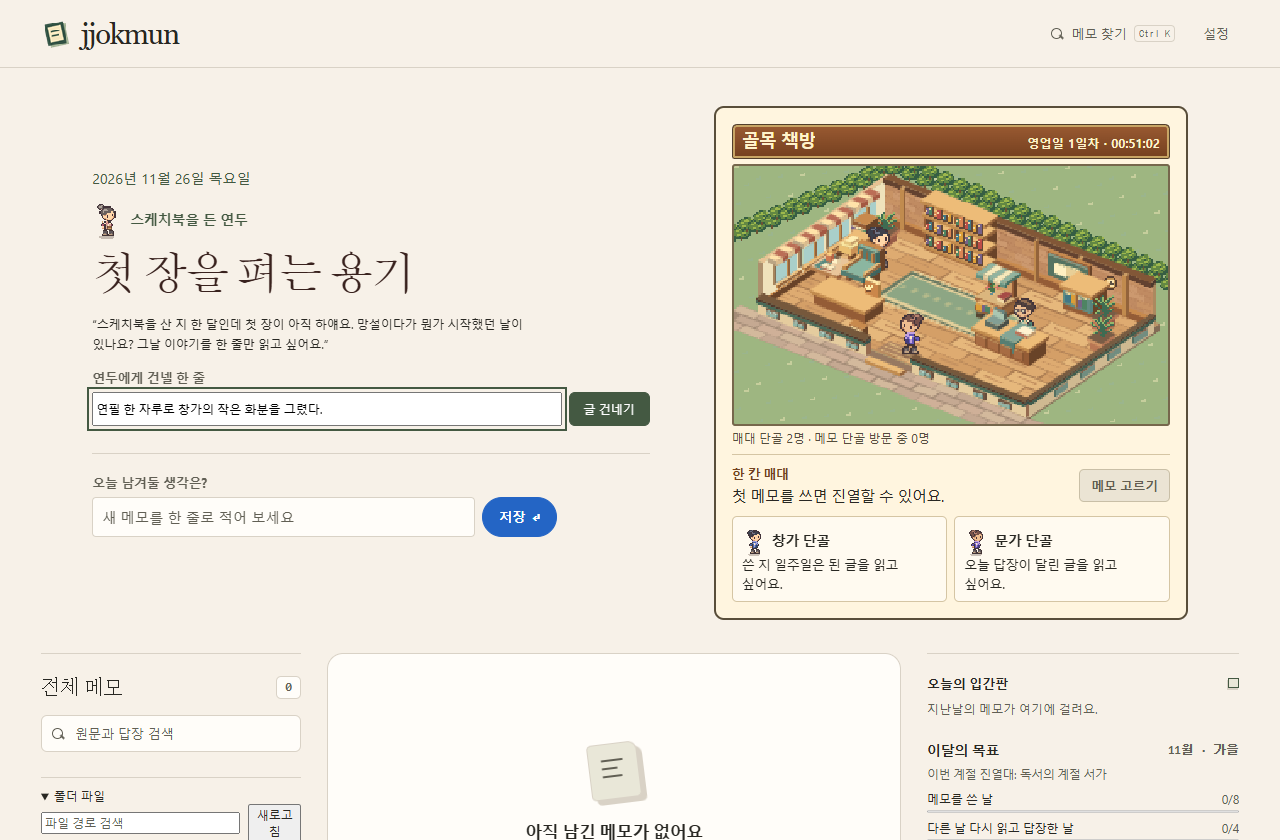 jjokmun
메모 찾기 Ctrl K 설정
2026년 11월 26일 목요일
스케치북을 든 연두
첫 장을 펴는 용기
“스케치북을 산 지 한 달인데 첫 장이 아직 하얘요. 망설이다가 뭔가 시작했던 날이
있나요? 그날 이야기를 한 줄만 읽고 싶어요.”
연두에게 건넬 한 줄
연필 한 자루로 창가의 작은 화분을 그렸다.
글 건네기
오늘 남겨둘 생각은?
새 메모를 한 줄로 적어 보세요
저장 ⏎
골목 책방
영업일 1일차 · 00:51:02
매대 단골 2명 · 메모 단골 방문 중 0명
한 칸 매대
첫 메모를 쓰면 진열할 수 있어요.
메모 고르기
창가 단골
쓴 지 일주일은 된 글을 읽고
싶어요.
문가 단골
오늘 답장이 달린 글을 읽고
싶어요.
전체 메모
0
원문과 답장 검색
▼ 폴더 파일
파일 경로 검색
새로고
침
아직 남긴 메모가 없어요
오늘의 입간판
지난날의 메모가 여기에 걸려요.
이달의 목표
11월 · 가을
이번 계절 진열대: 독서의 계절 서가
메모를 쓴 날
0/8
다른 날 다시 읽고 답장한 날
0/4